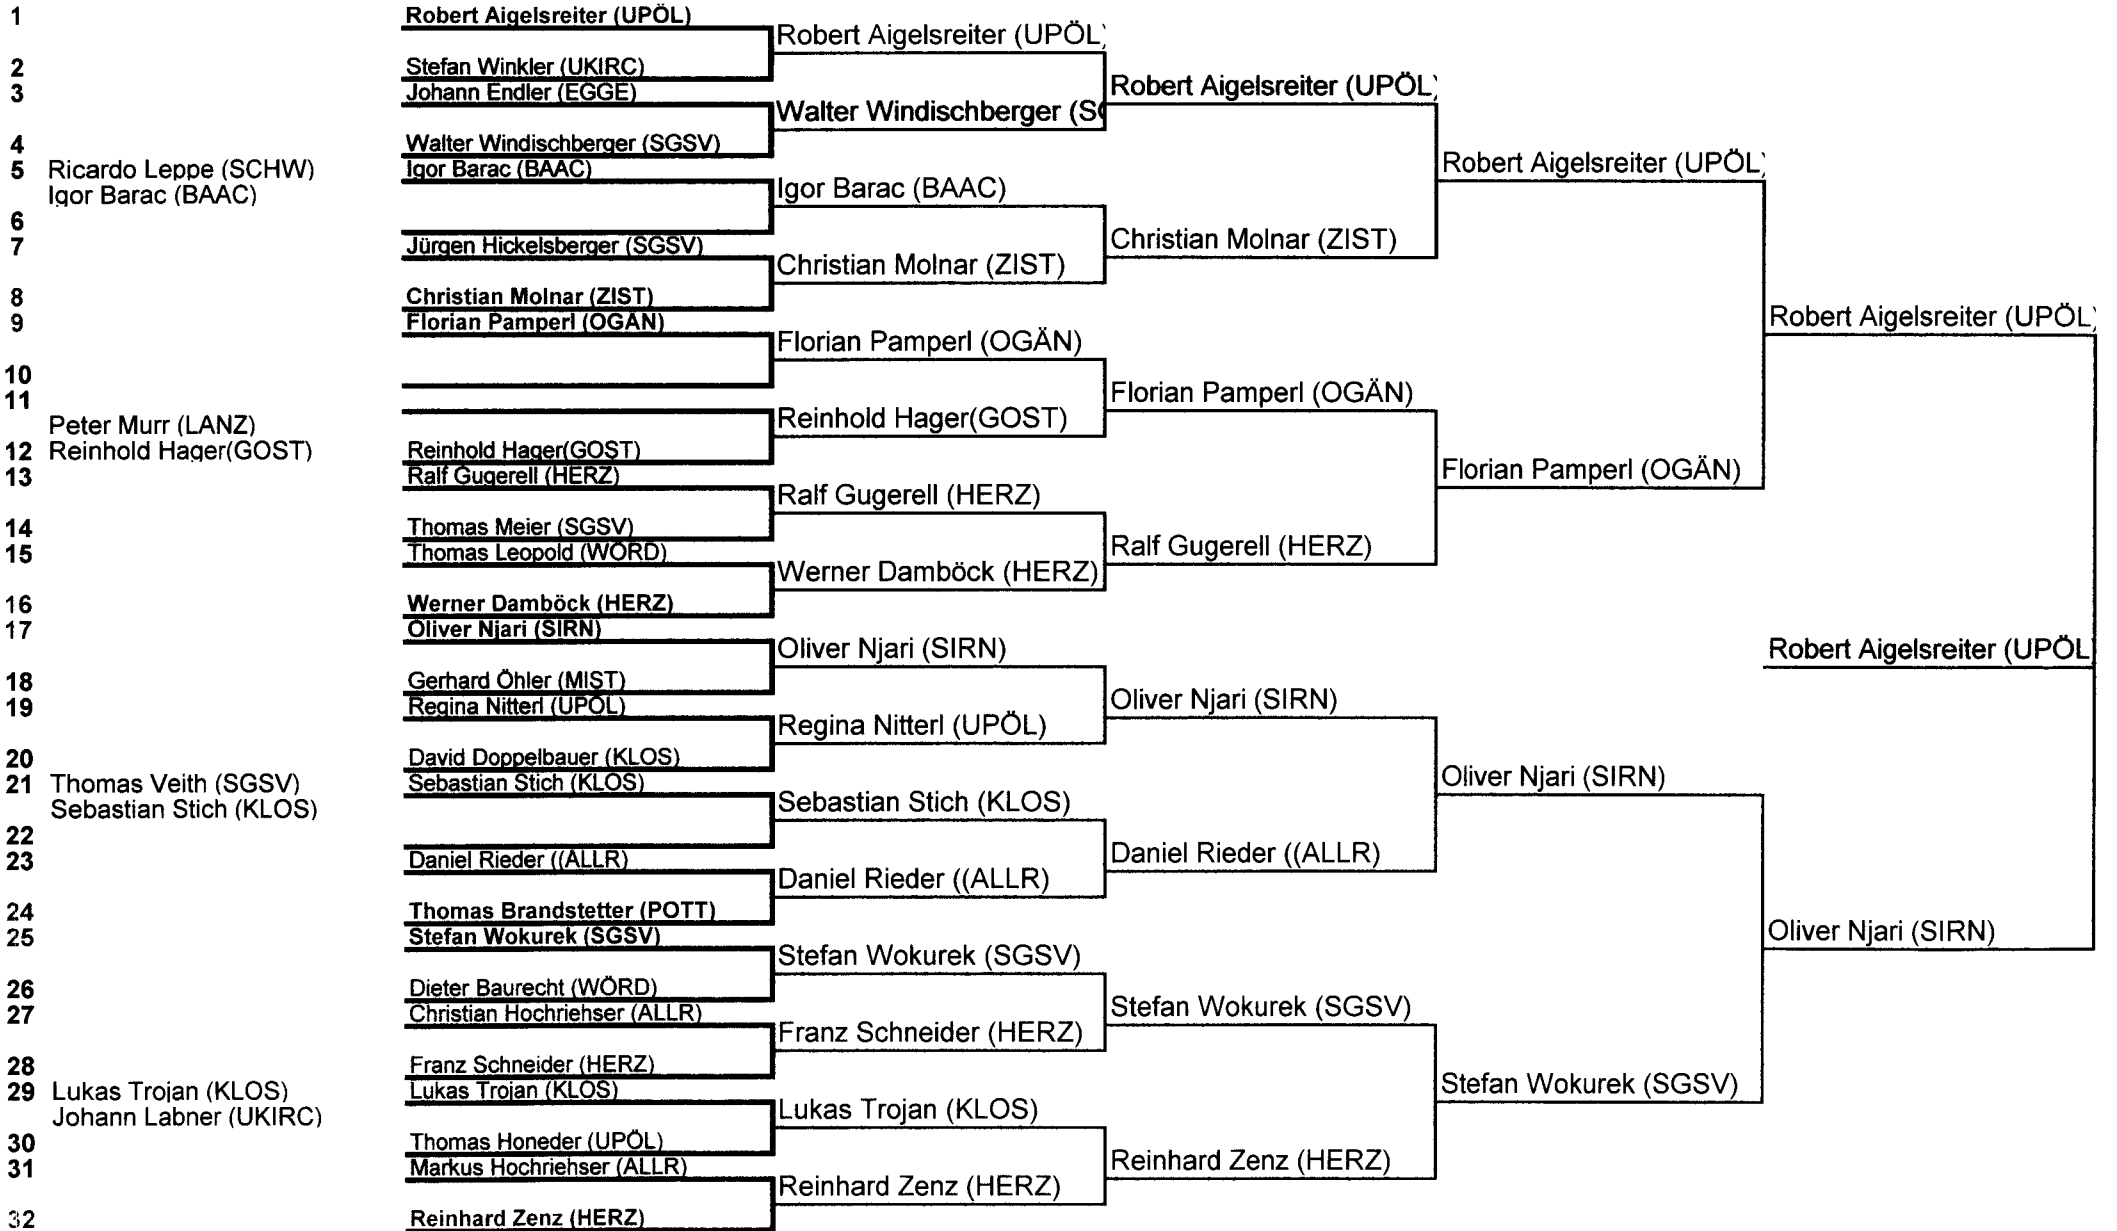 1 Robert Aigelsreiter (UPÖL)
Robert Aigelsreiter (UPÖL)
2 Stefan Winkler (UKIRC)
3 Johann Endler (EGGE)
Robert Aigelsreiter (UPÖL)
Walter Windischberger (S
4 Walter Windischberger (SGSV)
5 Ricardo Leppe (SCHW) Igor Barac (BAAC)
Robert Aigelsreiter (UPÖL)
Igor Barac (BAAC)
Igor Barac (BAAC)
6
7 Jürgen Hickelsberger (SGSV)
Christian Molnar (ZIST)
Christian Molnar (ZIST)
8 Christian Molnar (ZIST)
9 Florian Pamperl (OGÄN)
Robert Aigelsreiter (UPÖL)
Florian Pamperl (OGÄN)
10
11
Florian Pamperl (OGÄN)
Peter Murr (LANZ)
Reinhold Hager(GOST)
12 Reinhold Hager(GOST) Reinhold Hager(GOST)
13 Ralf Gugerell (HERZ)
Florian Pamperl (OGÄN)
Ralf Gugerell (HERZ)
14 Thomas Meier (SGSV)
15 Thomas Leopold (WÖRD)
Ralf Gugerell (HERZ)
Werner Damböck (HERZ)
16 Werner Damböck (HERZ)
17 Oliver Njari (SIRN)
Oliver Njari (SIRN)
Robert Aigelsreiter (UPÖL
18 Gerhard Öhler (MIST)
19 Regina Nitterl (UPÖL)
Oliver Njari (SIRN)
Regina Nitterl (UPÖL)
20 David Doppelbauer (KLOS)
21 Thomas Veith (SGSV) Sebastian Stich (KLOS)
Oliver Njari (SIRN)
Sebastian Stich (KLOS)
Sebastian Stich (KLOS)
22
23 Daniel Rieder ((ALLR)
Daniel Rieder ((ALLR)
Daniel Rieder ((ALLR)
24 Thomas Brandstetter (POTT)
25 Stefan Wokurek (SGSV)
Oliver Njari (SIRN)
Stefan Wokurek (SGSV)
26 Dieter Baurecht (WÖRD)
27 Christian Hochriehser (ALLR)
Stefan Wokurek (SGSV)
Franz Schneider (HERZ)
28 Franz Schneider (HERZ)
29 Lukas Trojan (KLOS) Lukas Trojan (KLOS)
Stefan Wokurek (SGSV)
Johann Labner (UKIRC)
Lukas Trojan (KLOS)
30 Thomas Honeder (UPÖL)
31 Markus Hochriehser (ALLR)
Reinhard Zenz (HERZ)
Reinhard Zenz (HERZ)
32 Reinhard Zenz (HERZ)